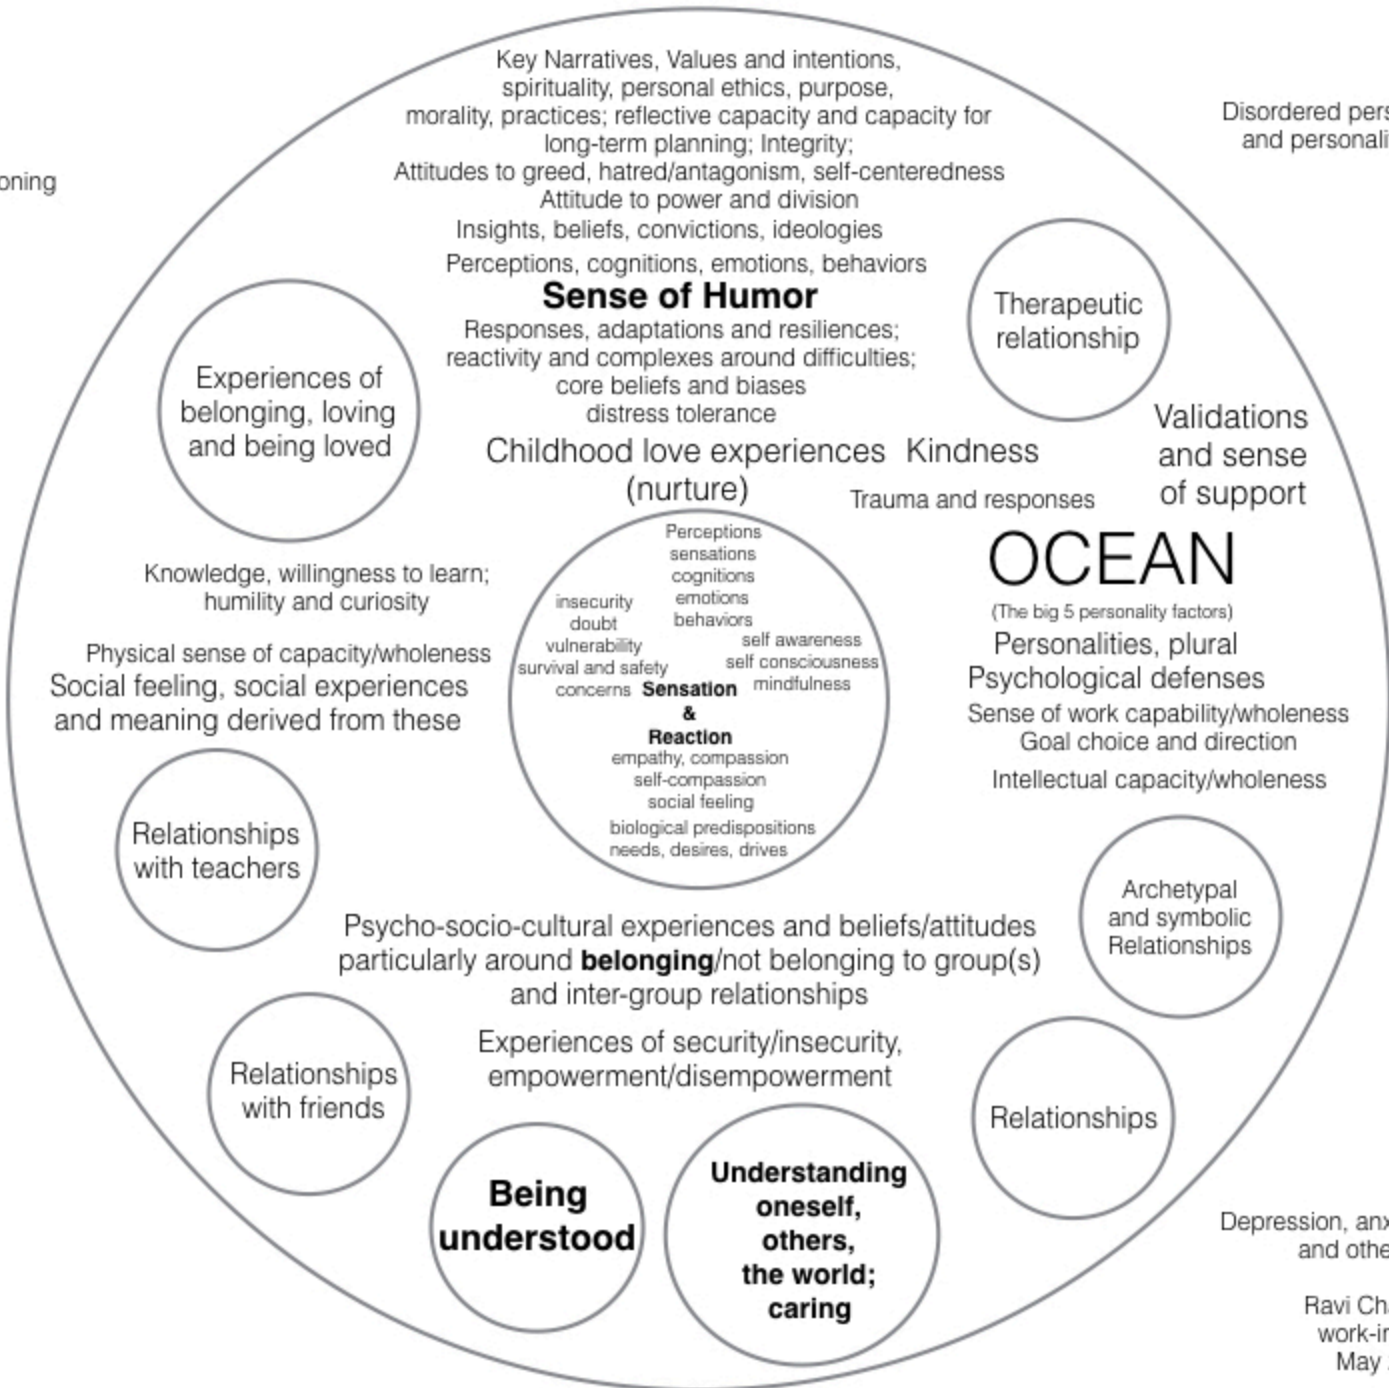 Key Narratives, Values and intentions,
spirituality, personal ethics, purpose,
morality, practices; reflective capacity and capacity for
long-term planning; Integrity;
Attitudes to greed, hatred/antagonism, self-centeredness
Attitude to power and division
Insights, beliefs, convictions, ideologies
Perceptions, cognitions, emotions, behaviors
Sense of Humor
Responses, adaptations and resiliences;
reactivity and complexes around difficulties;
core beliefs and biases
distress tolerance
Childhood love experiences
(nurture)
Kindness
Trauma and responses
Disordered
and
Therapeutic
relationship
Validations
and sense
of support
Experiences of
belonging, loving
and being loved
Knowledge, willingness to learn;
humility and curiosity
Physical sense of capacity/wholeness
Social feeling, social experiences
and meaning derived from these
OCEAN
(The big 5 personality factors)
Personalities, plural
Psychological defenses
Sense of work capability/wholeness
Goal choice and direction
Intellectual capacity/wholeness
Perceptions
sensations
cognitions
emotions
behaviors
insecurity
doubt
vulnerability
survival and safety
concerns
self awareness
self consciousness
mindfulness
Sensation
&
Reaction
empathy, compassion
self-compassion
social feeling
biological predispositions
needs, desires, drives
Relationships
with teachers
Archetypal
and symbolic
Relationships
Psycho-socio-cultural experiences and beliefs/attitudes
particularly around belonging/not belonging to group(s)
and inter-group relationships
Experiences of security/insecurity,
empowerment/disempowerment
Relationships
with friends
Relationships
Being
understood
Understanding
oneself,
others,
the world;
caring
Depression,
and
Ravi
May